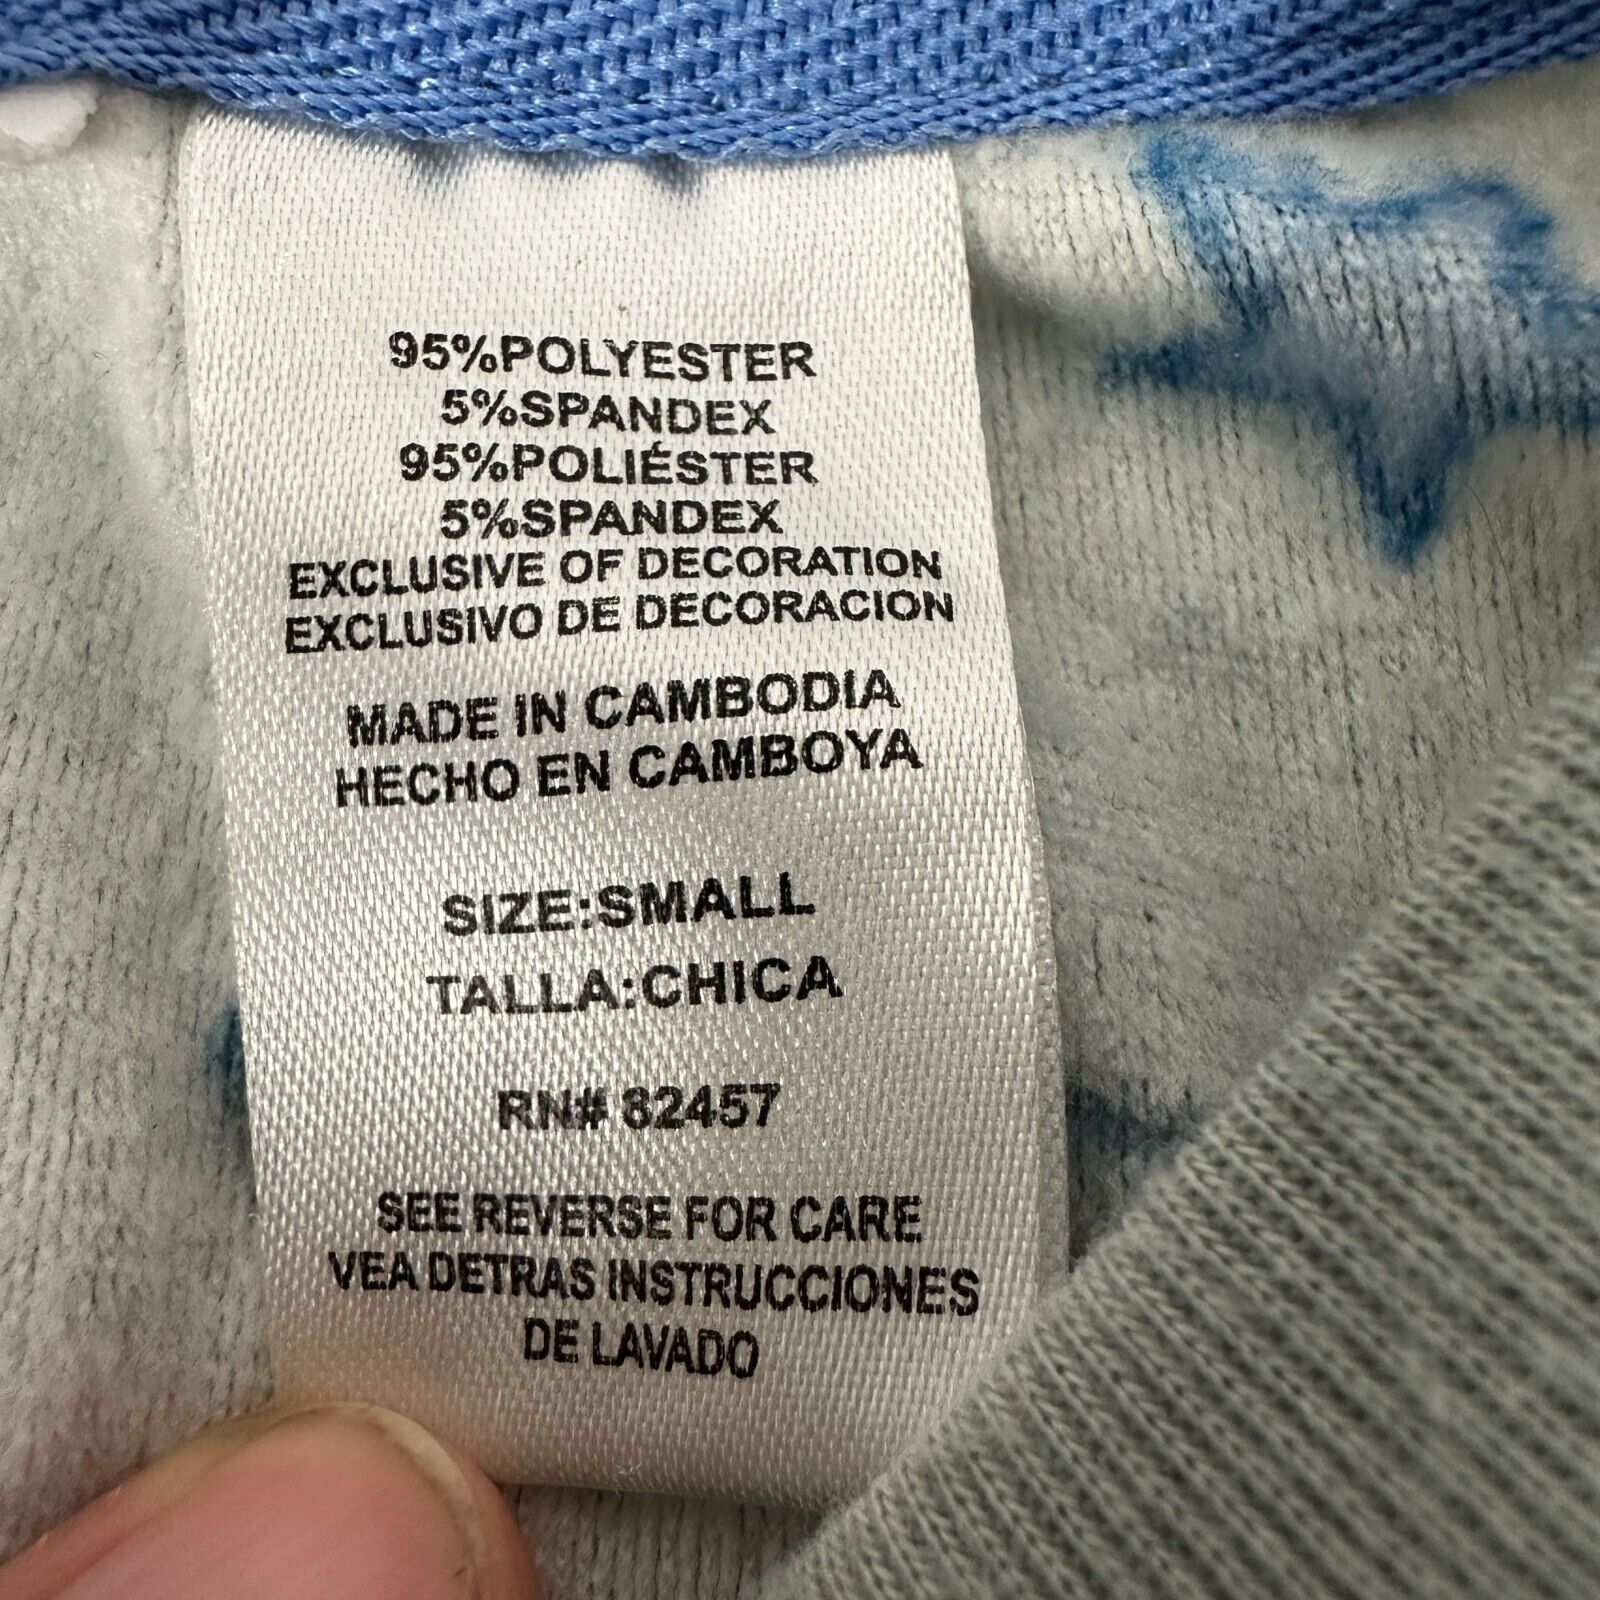 95%POLYESTER
5%SPANDEX
95%POLIÉSTER
5%SPANDEX
EXCLUSIVE OF DECORATION
EXCLUSIVO DE DECORACION
MADE IN CAMBODIA
HECHO EN CAMBOYA
SIZE:SMALL
TALLA:CHICA
RN# 82457
SEE REVERSE FOR CARE
VEA DETRAS INSTRUCCIONES
DE LAVADO